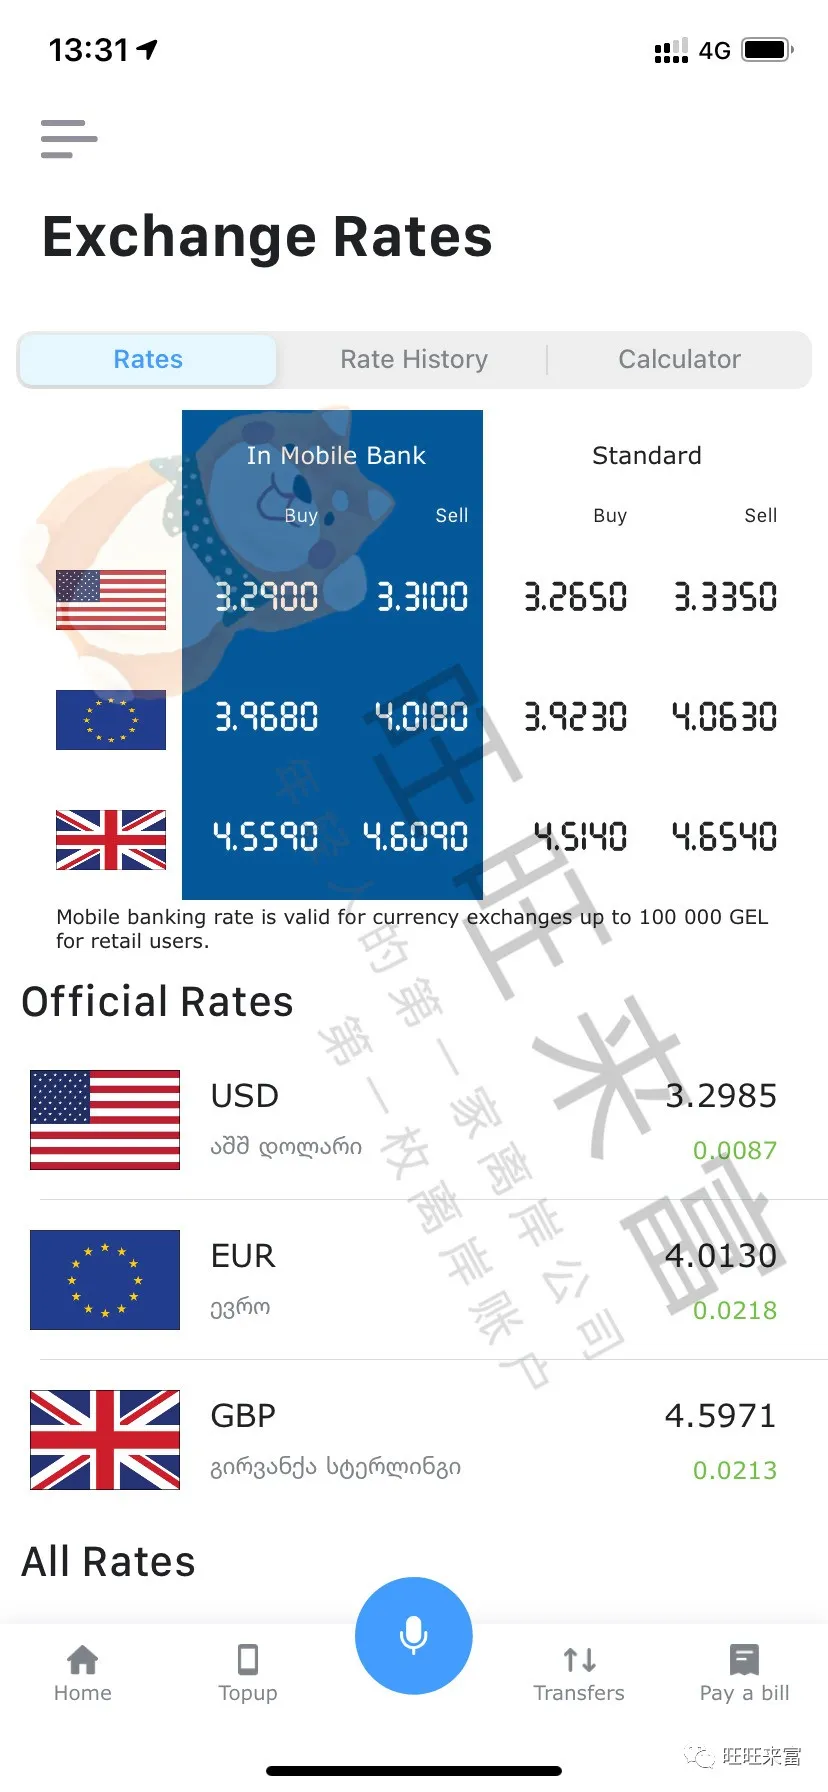 13:31
4G
Exchange Rates
Rates Rate History Calculator
In Mobile Bank Standard
Buy Sell Buy Sell
3.2900 3.3100 3.2650 3.3350
3.9680 4.0180 3.9230 4.0630
4.5590 4.6090 4.5140 4.6540
Mobile banking rate is valid for currency exchanges up to 100 000 GEL
for retail users.
Official Rates
USD 3.2985
აშშ დოლარი 0.0087
EUR 4.0130
ევრო 0.0218
GBP 4.5971
გირვანქა სტერლინგი 0.0213
All Rates
Home Topup Transfers Pay a bill
旺旺来富
年轻人的第一家离岸公司
第一枚离岸账户
旺旺来富